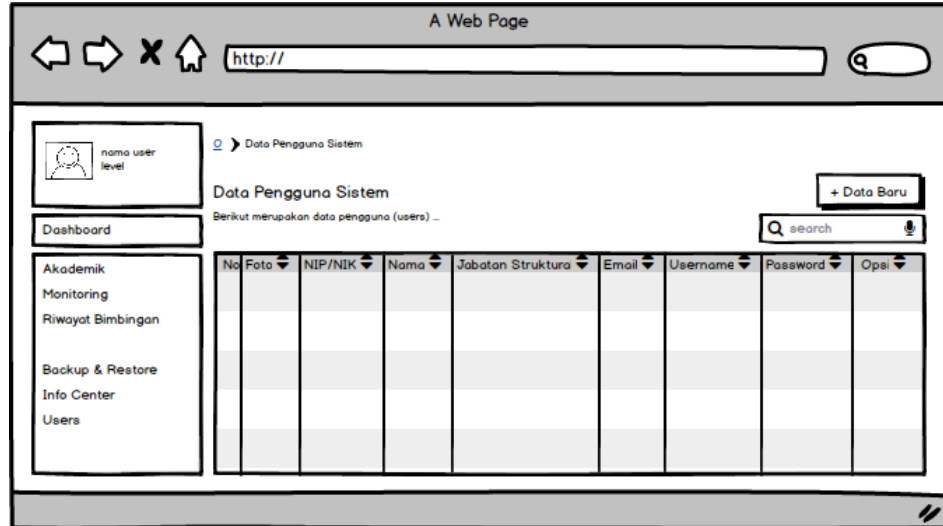 A Web Page
http://
nama user
level
O Data Pengguna Sistem
Data Pengguna Sistem
+ Data Baru
Berikut merupakan data pengguna (users) ...
search
Dashboard
No Foto NIP/NIK Nama Jabatan Struktural Email Username Password Opsi
Akademik
Monitoring
Riwayat Bimbingan
Backup & Restore
Info Center
Users